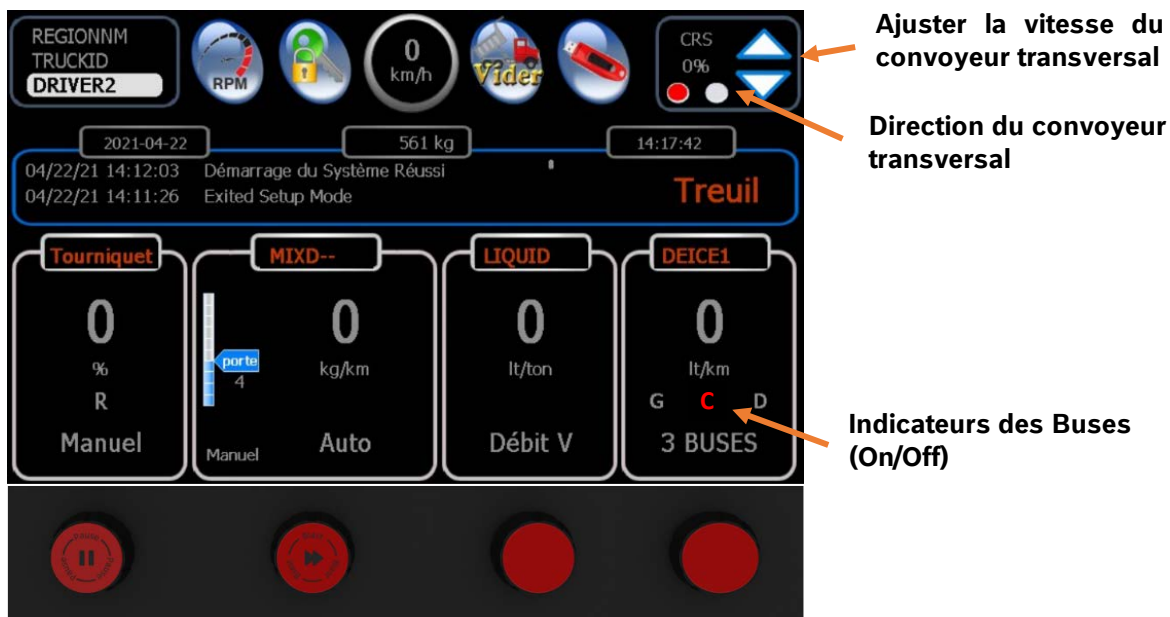 REGIONNM
TRUCKID
DRIVER2
RPM
0
km/h
Vider
CRS
0%
Ajuster la vitesse du
convoyeur transversal
Direction du convoyeur
transversal
2021-04-22
561 kg
14:17:42
04/22/21 14:12:03 Démarrage du Système Réussi
04/22/21 14:11:26 Exited Setup Mode
Treuil
Tourniquet
0
%
R
Manuel
MIXD--
porte
4
Manuel
0
kg/km
Auto
LIQUID
0
lt/ton
Débit V
DEICE1
0
lt/km
G C D
3 BUSES
Indicateurs des Buses
(On/Off)
Pause
Pause
Pause